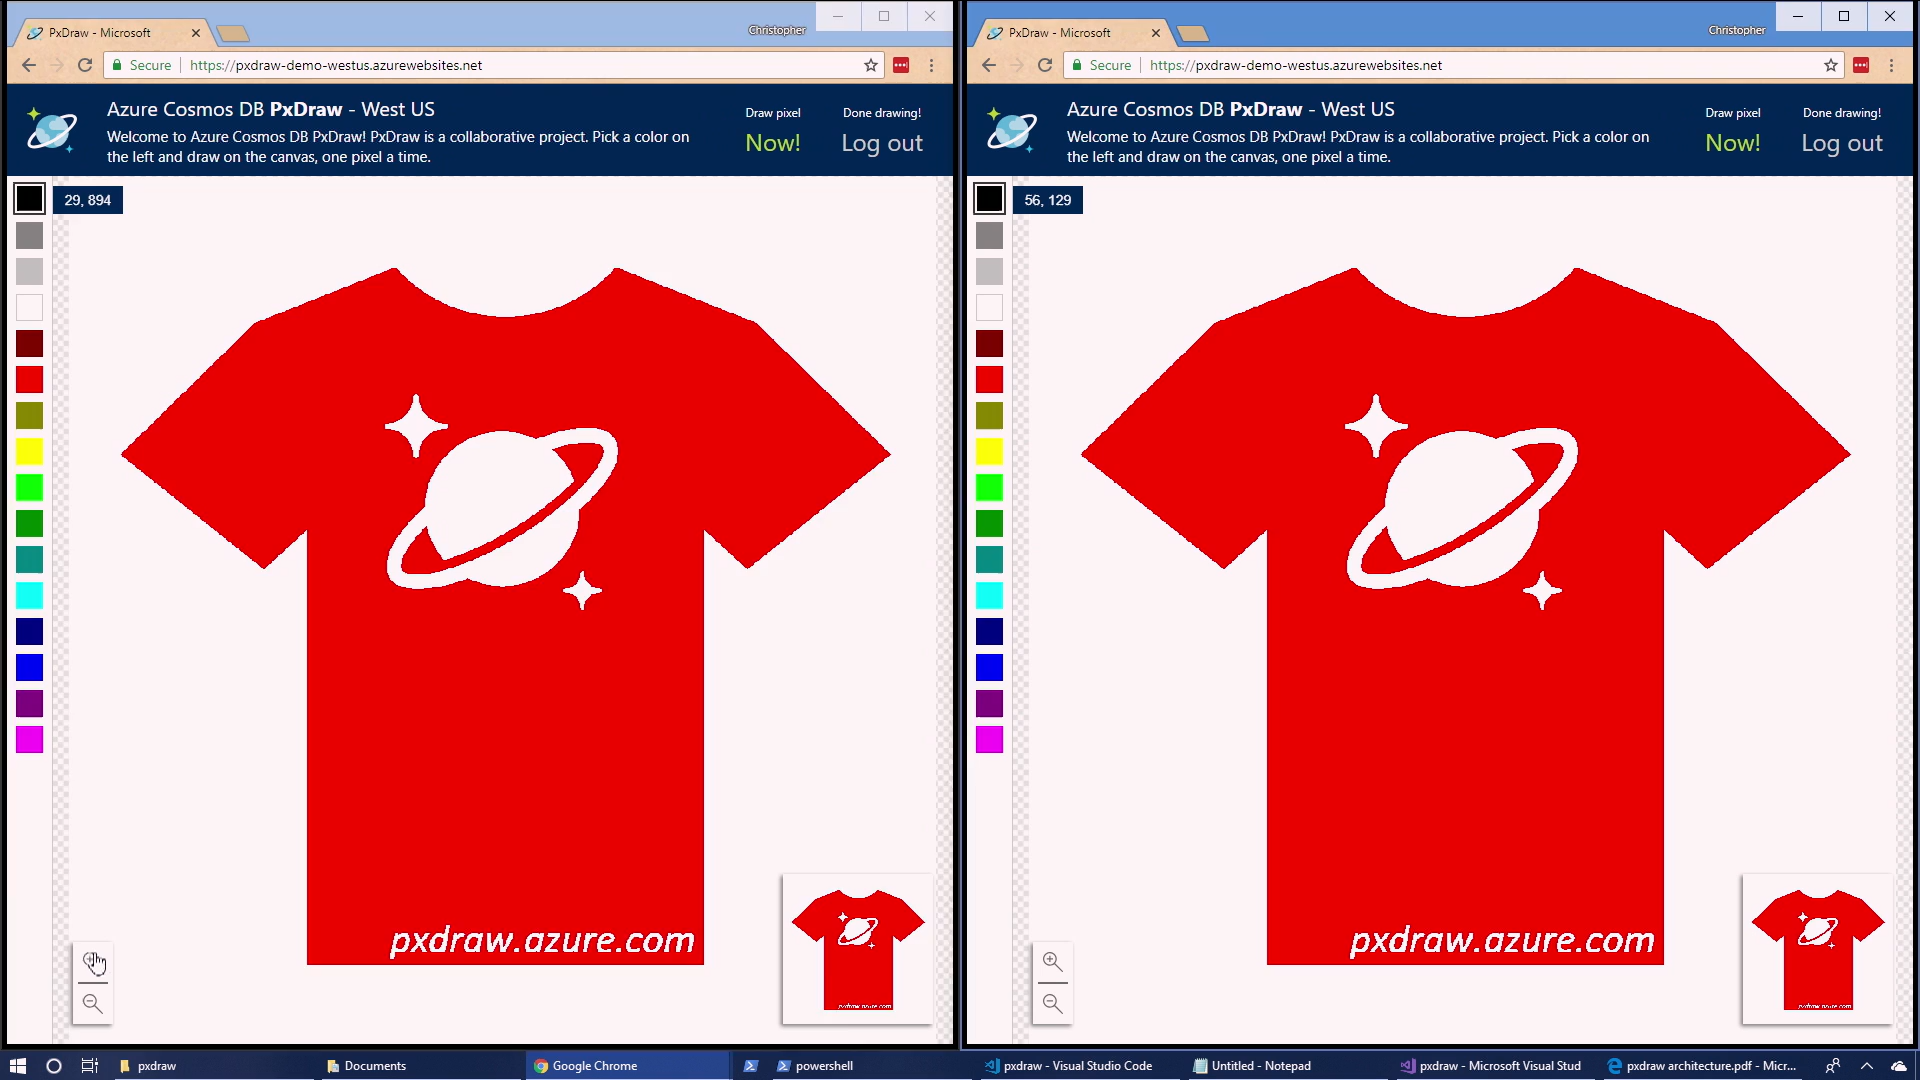 PxDraw - Microsoft
Christopher
Secure
https://pxdraw-demo-westus.azurewebsites.net
Azure Cosmos DB PxDraw - West US
Welcome to Azure Cosmos DB PxDraw! PxDraw is a collaborative project. Pick a color on
the left and draw on the canvas, one pixel a time.
Draw pixel
Now!
Done drawing!
Log out
29, 894
pxdraw.azure.com
pxdraw.azure.com
PxDraw - Microsoft
Christopher
Secure
https://pxdraw-demo-westus.azurewebsites.net
Azure Cosmos DB PxDraw - West US
Welcome to Azure Cosmos DB PxDraw! PxDraw is a collaborative project. Pick a color on
the left and draw on the canvas, one pixel a time.
Draw pixel
Now!
Done drawing!
Log out
56, 129
pxdraw.azure.com
pxdraw.azure.com
pxdraw
Documents
Google Chrome
powershell
pxdraw - Visual Studio Code
Untitled - Notepad
pxdraw - Microsoft Visual Stud
pxdraw architecture.pdf - Micr...